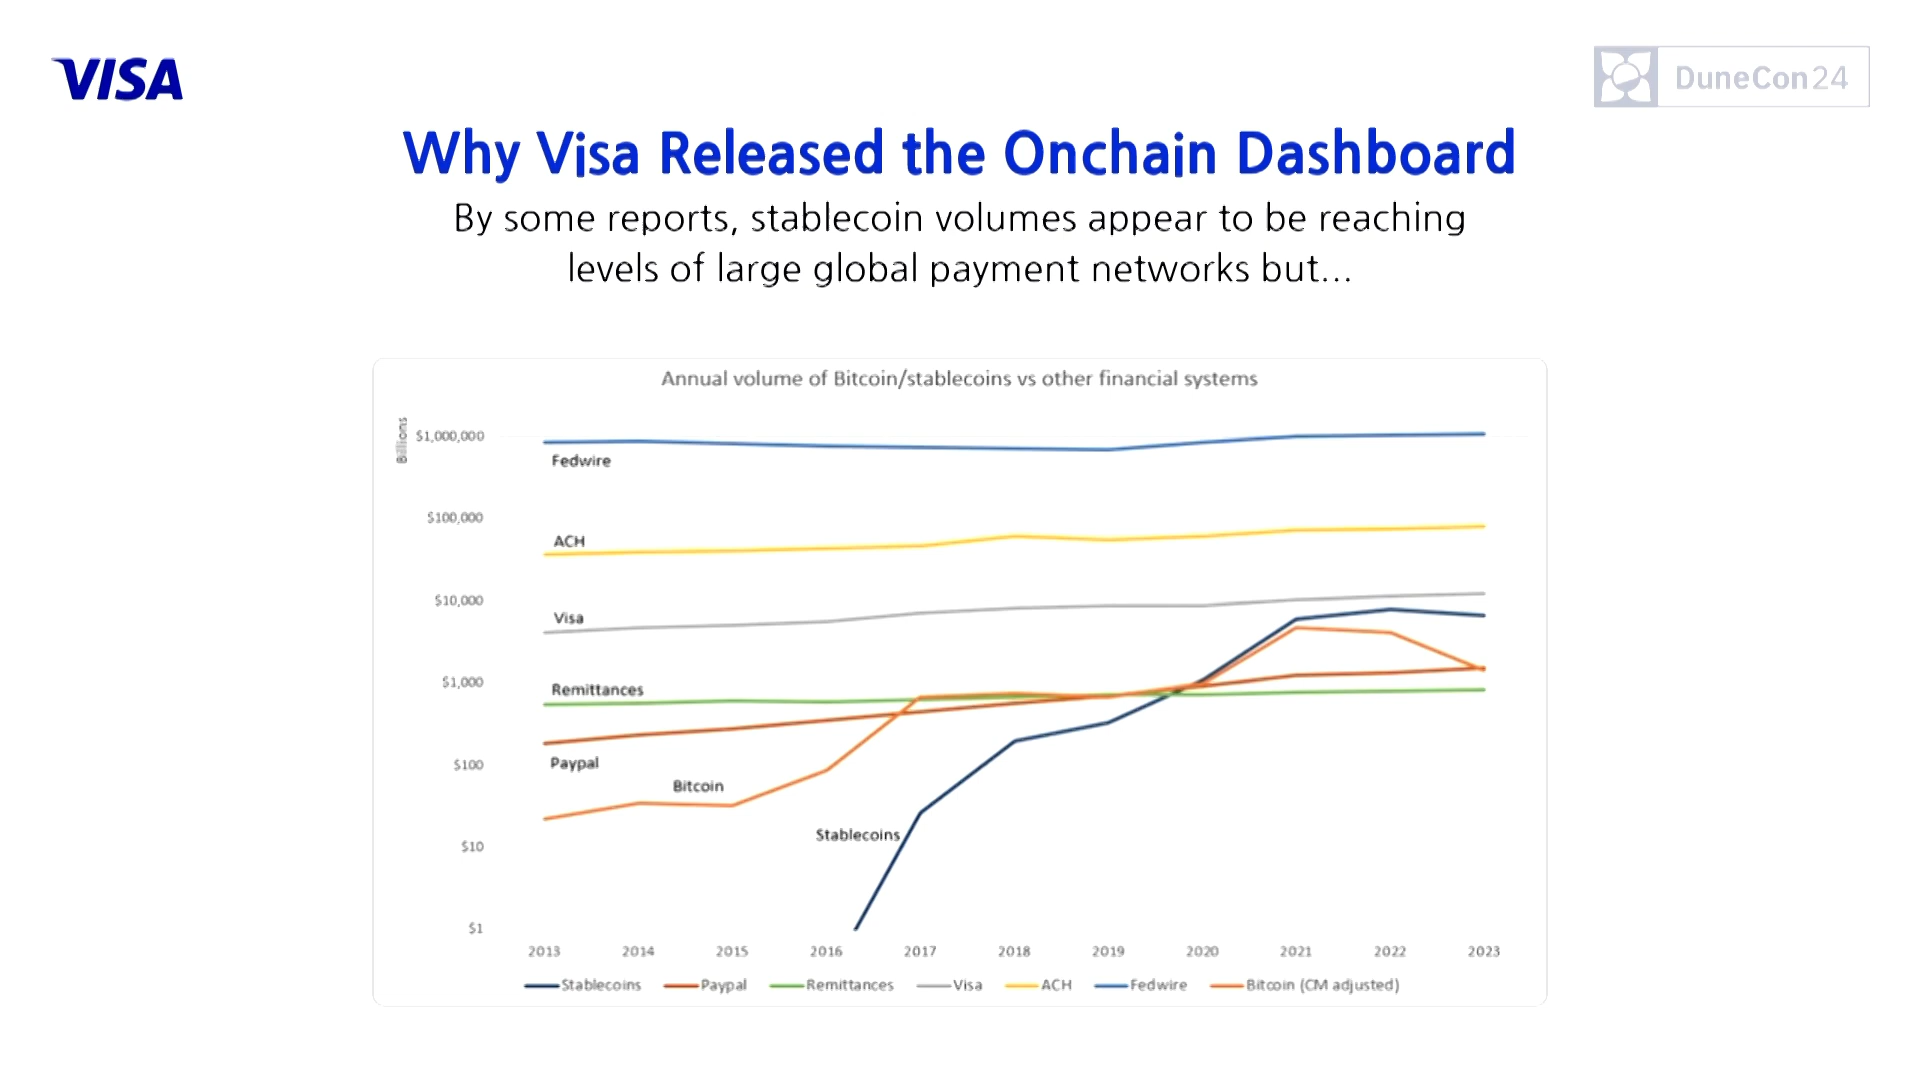 VISA
DuneCon24
Why Visa Released the Onchain Dashboard
By some reports, stablecoin volumes appear to be reaching
levels of large global payment networks but...
Annual volume of Bitcoin/stablecoins vs other financial systems
Billions
$1,000,000
Fedwire
$100,000
ACH
$10,000
Visa
$1,000
Remittances
$100
Paypal
Bitcoin
Stablecoins
$10
$1
2013 2014 2015 2016 2017 2018 2019 2020 2021 2022 2023
Stablecoins Paypal Remittances Visa ACH Fedwire Bitcoin (CM adjusted)